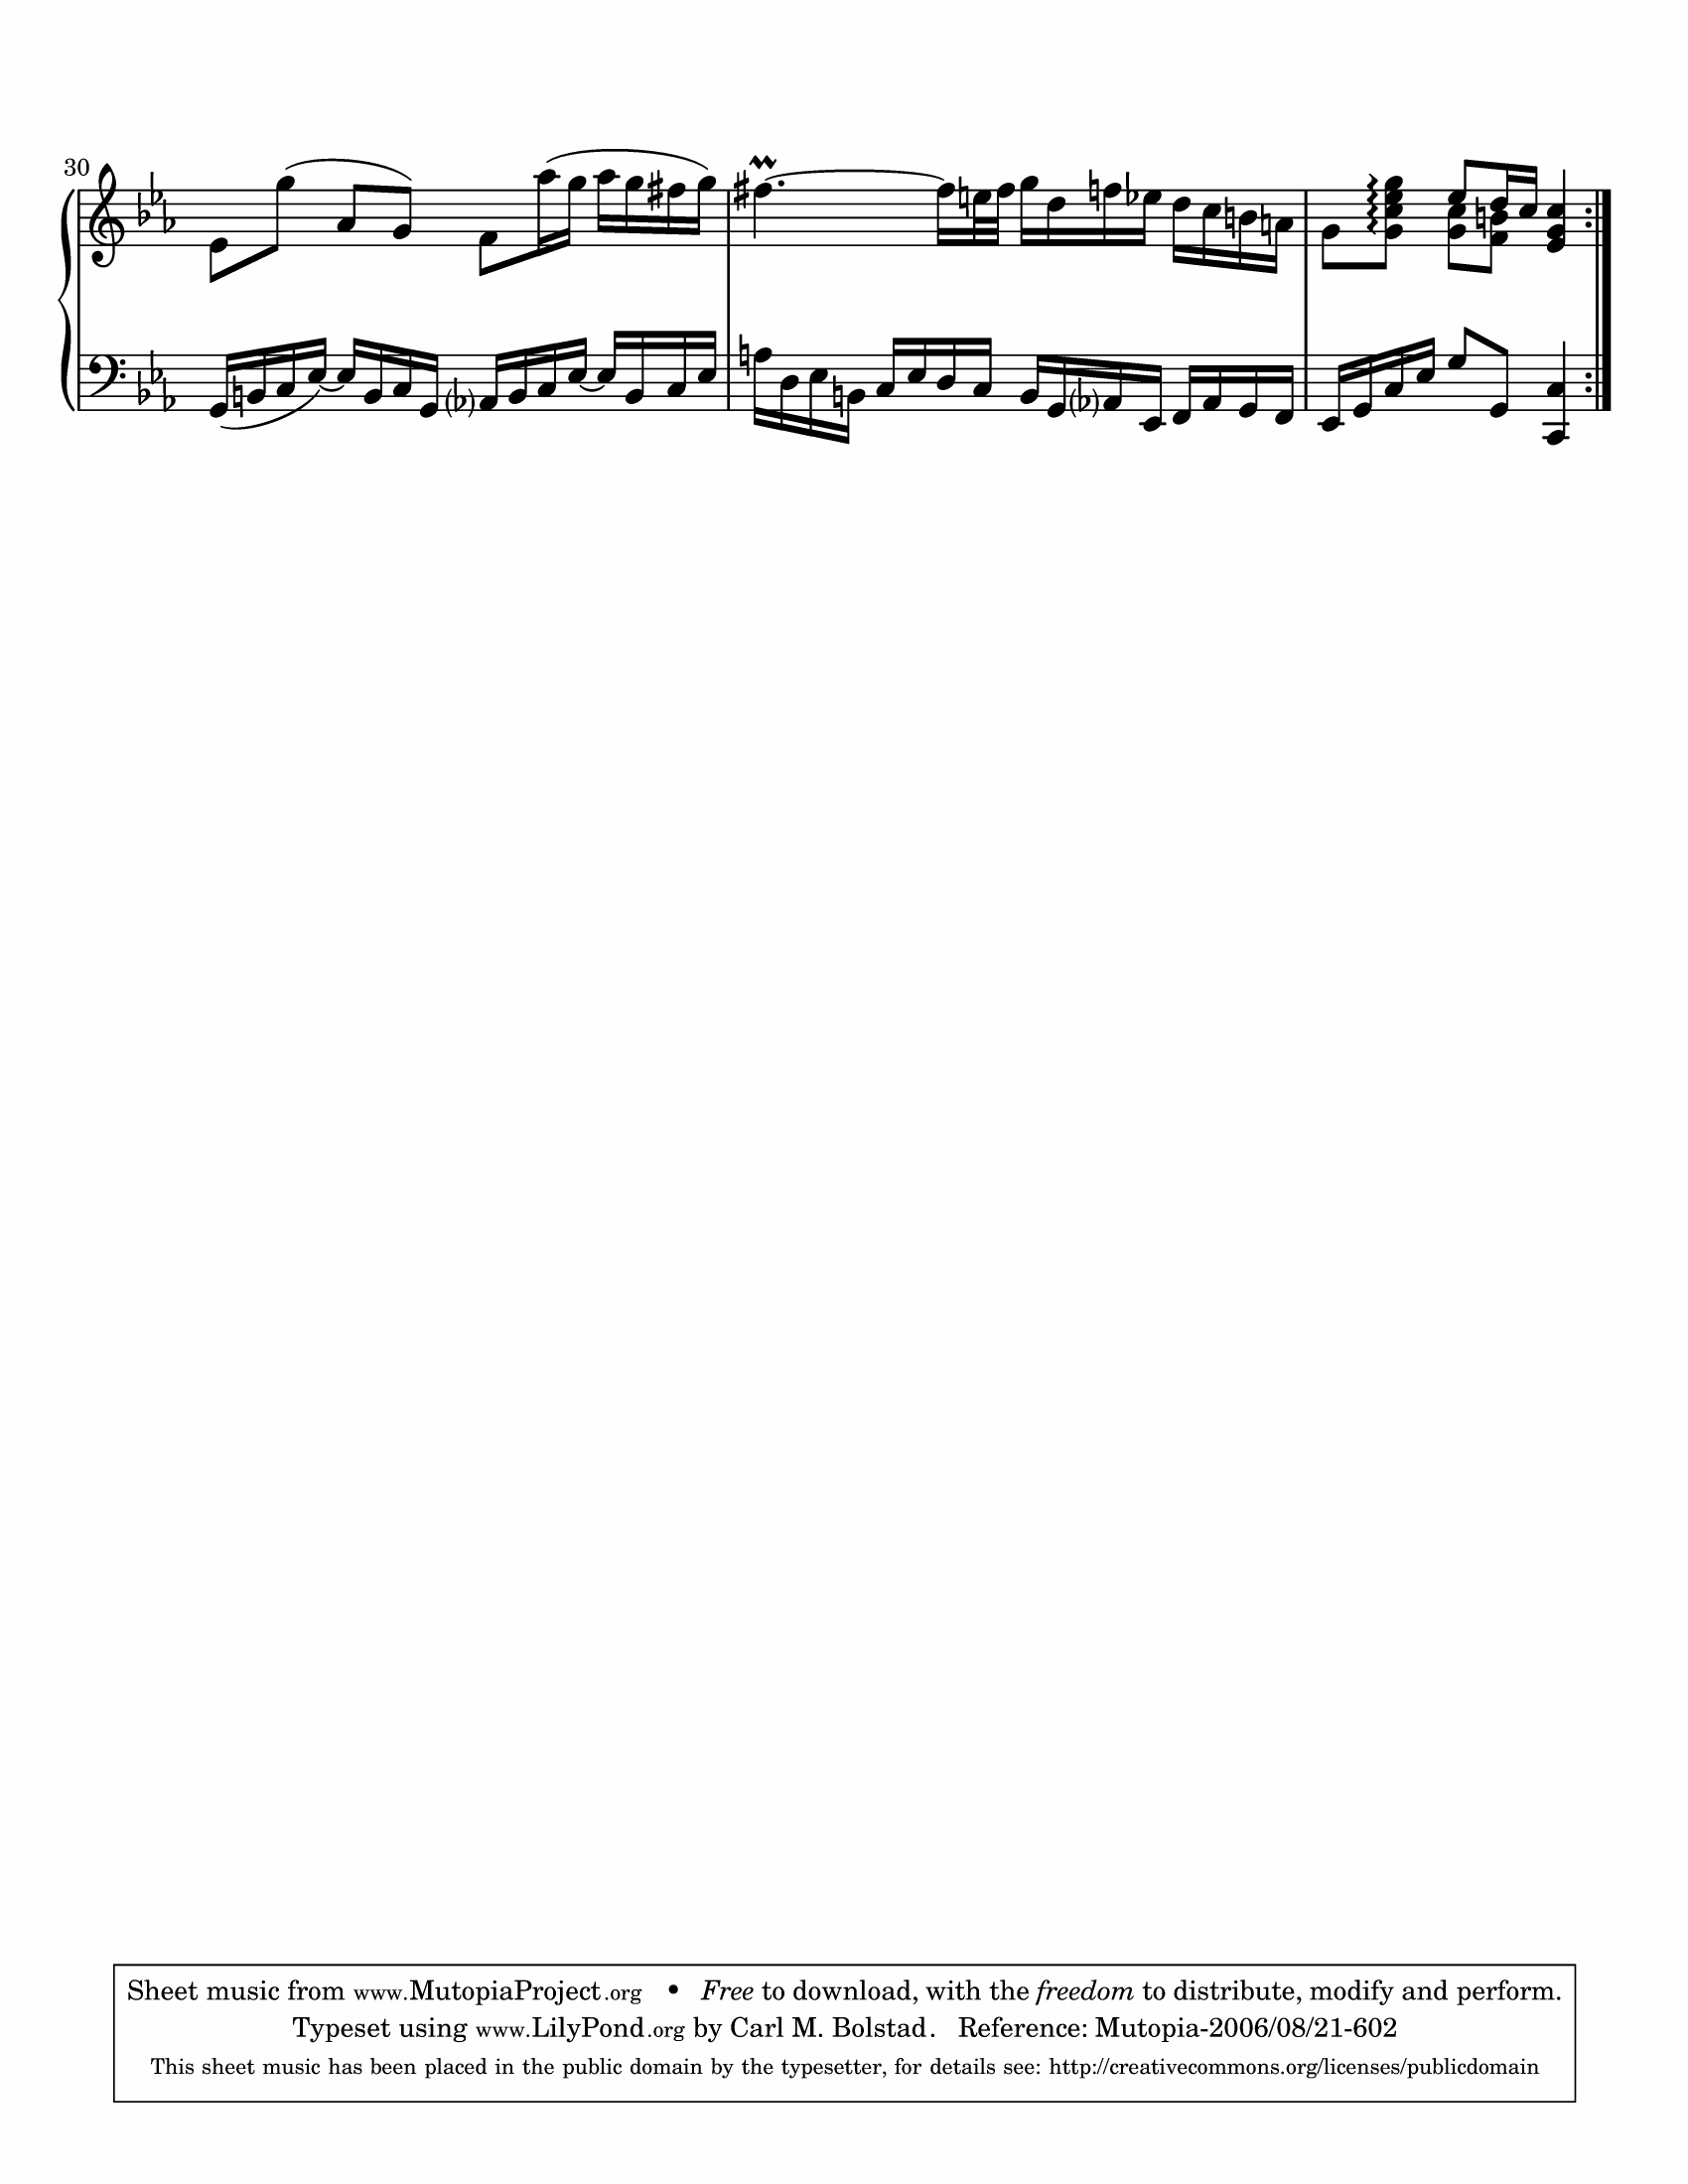 30
Sheet music from www.MutopiaProject.org • Free to download, with the freedom to distribute, modify and perform.
Typeset using www.LilyPond.org by Carl M. Bolstad. Reference: Mutopia-2006/08/21-602
This sheet music has been placed in the public domain by the typesetter, for details see: http://creativecommons.org/licenses/publicdomain